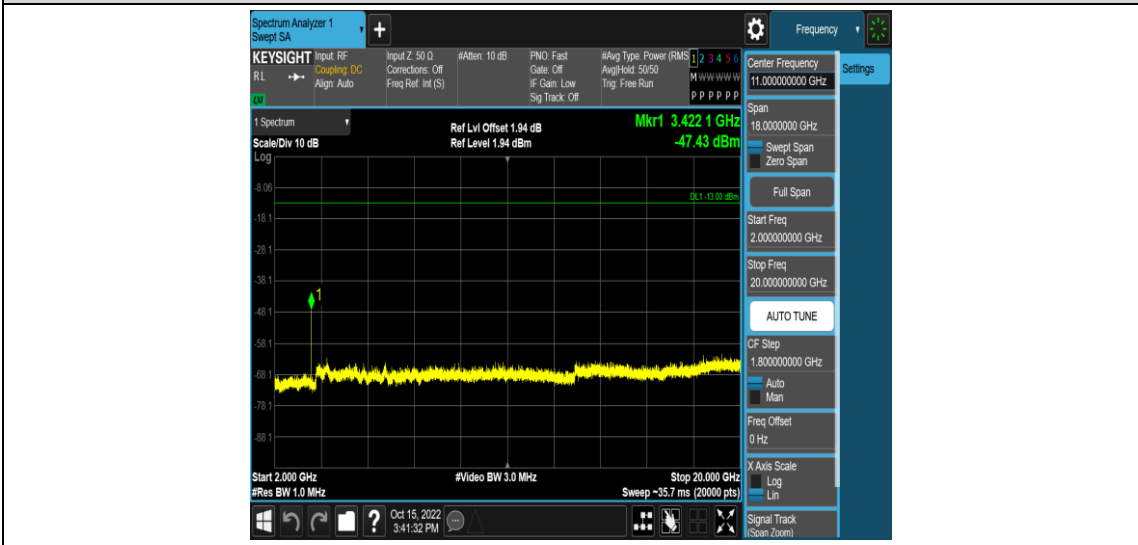 Spectrum Analyzer 1
Swept SA
+
Frequency
KEYSIGHT
RL
LXI
Input: RF
Coupling: DC
Align: Auto
Input Z: 50 Ω
Corrections: Off
Freq Ref: Int (S)
#Atten: 10 dB
PNO: Fast
Gate: Off
IF Gain: Low
Sig Track: Off
#Avg Type: Power (RMS
Avg|Hold: 50/50
Trig: Free Run
1 2 3 4 5 6
M W W W W W
P P P P P P
1 Spectrum
Scale/Div 10 dB
Log
Ref Lvl Offset 1.94 dB
Ref Level 1.94 dBm
Mkr1 3.422 1 GHz
-47.43 dBm
-8.06
DL1 -13.00 dBm
-18.1
-28.1
-38.1
1
-48.1
-58.1
-68.1
-78.1
-88.1
Start 2.000 GHz
#Res BW 1.0 MHz
#Video BW 3.0 MHz
Stop 20.000 GHz
Sweep ~35.7 ms (20000 pts)
?
Oct 15, 2022
3:41:32 PM
Center Frequency
11.000000000 GHz
Settings
Span
18.0000000 GHz
Swept Span
Zero Span
Full Span
Start Freq
2.000000000 GHz
Stop Freq
20.000000000 GHz
AUTO TUNE
CF Step
1.800000000 GHz
Auto
Man
Freq Offset
0 Hz
X Axis Scale
Log
Lin
Signal Track
(Span Zoom)